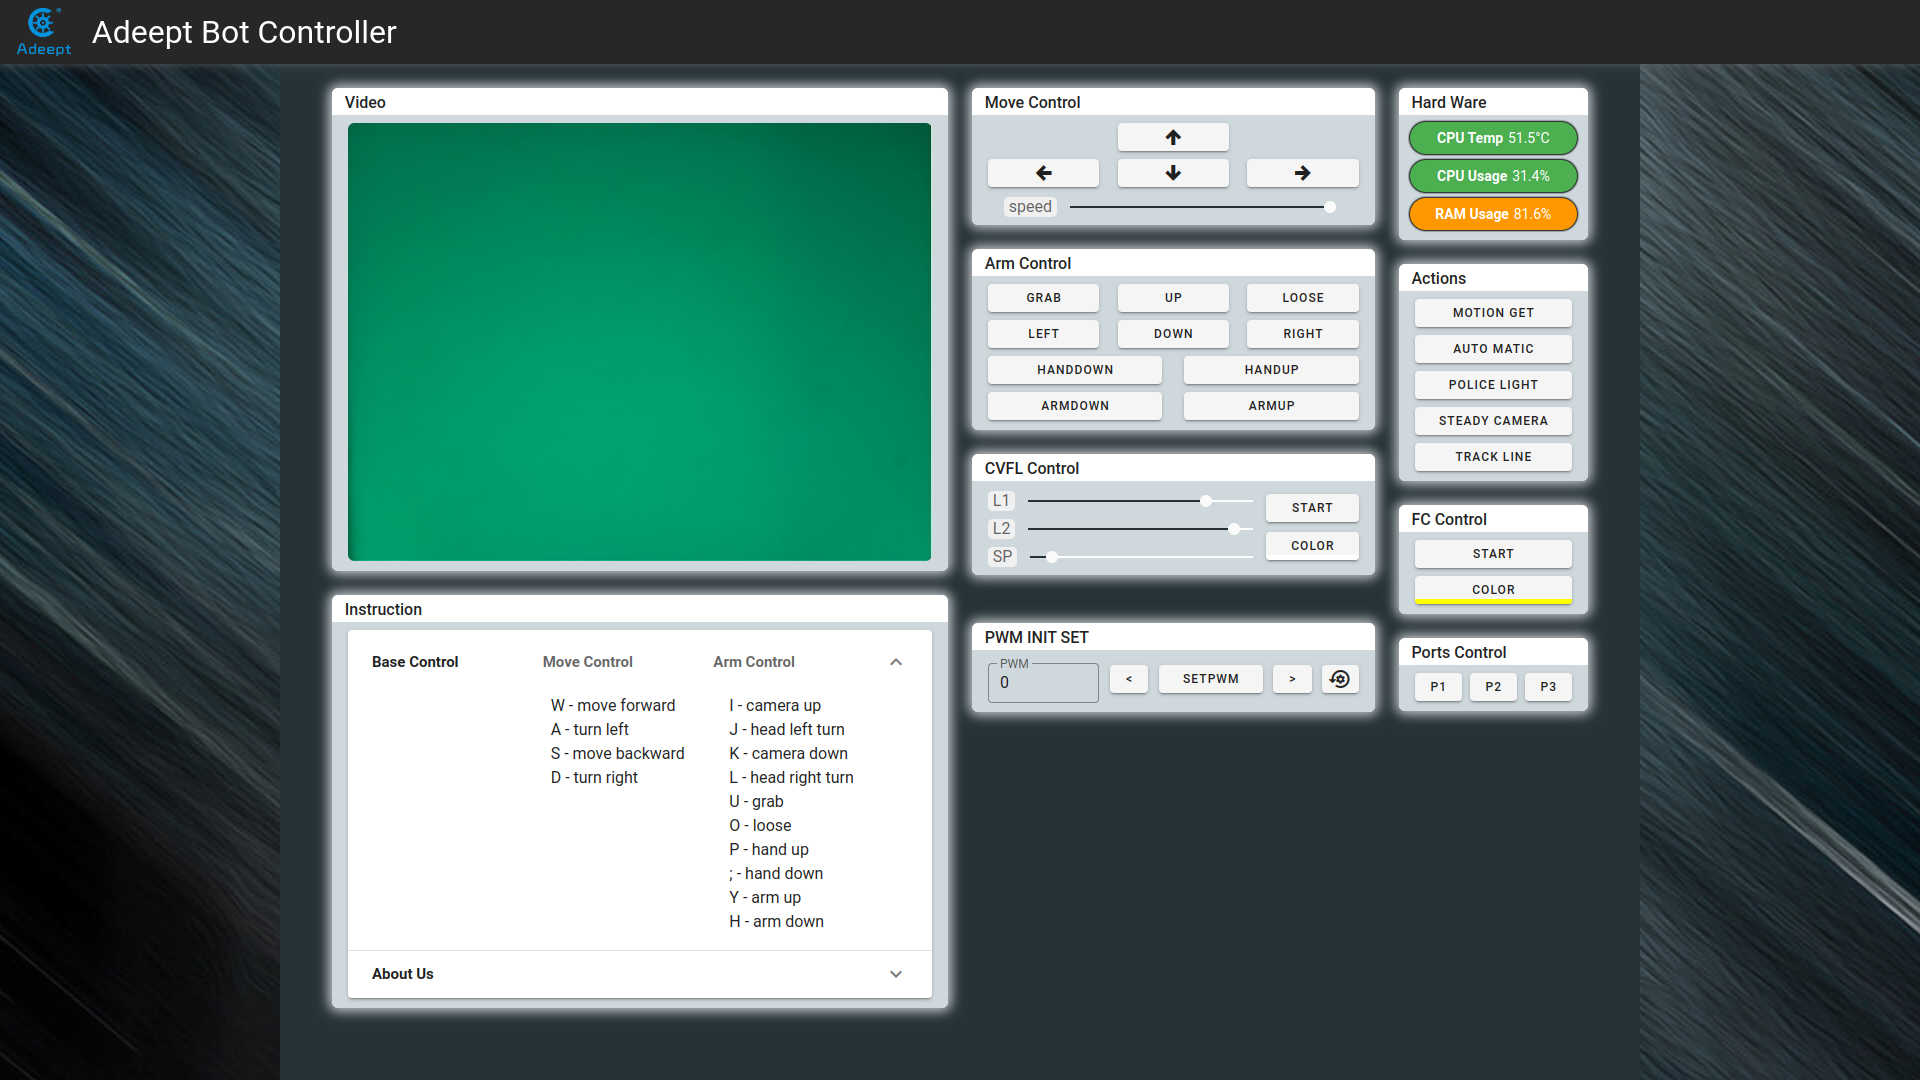 Adeept
Adeept Bot Controller
Video
Instruction
Base Control
Move Control
Arm Control
W - move forward
A - turn left
S - move backward
D - turn right
I - camera up
J - head left turn
K - camera down
L - head right turn
U - grab
O - loose
P - hand up
; - hand down
Y - arm up
H - arm down
About Us
Move Control
speed
Arm Control
GRAB
UP
LOOSE
LEFT
DOWN
RIGHT
HANDDOWN
HANDUP
ARMDOWN
ARMUP
CVFL Control
L1
L2
SP
START
COLOR
PWM INIT SET
PWM
0
<
SETPWM
>
Hard Ware
CPU Temp 51.5°C
CPU Usage 31.4%
RAM Usage 81.6%
Actions
MOTION GET
AUTO MATIC
POLICE LIGHT
STEADY CAMERA
TRACK LINE
FC Control
START
COLOR
Ports Control
P1
P2
P3